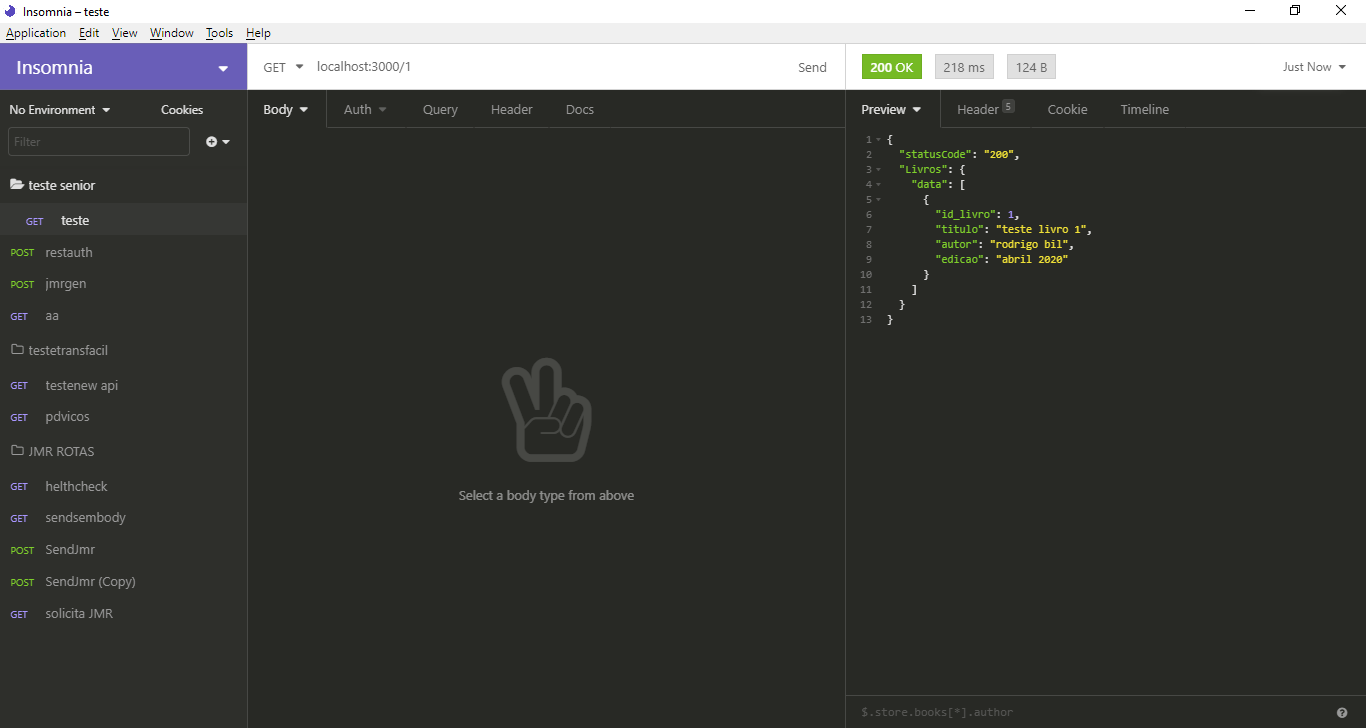 Insomnia – teste
Application Edit View Window Tools Help
Insomnia
GET localhost:3000/1 Send
200 OK 218 ms 124 B Just Now
No Environment Cookies
Body Auth Query Header Docs
Preview Header 5 Cookie Timeline
Filter
teste senior
GET teste
POST restauth
POST jmrgen
GET aa
testetransfacil
GET testenew api
GET pdvicos
JMR ROTAS
GET helthcheck
GET sendsembody
POST SendJmr
POST SendJmr (Copy)
GET solicita JMR
Select a body type from above
1 {
2 "statusCode": "200",
3 "Livros": {
4 "data": [
5 {
6 "id_livro": 1,
7 "titulo": "teste livro 1",
8 "autor": "rodrigo bil",
9 "edicao": "abril 2020"
10 }
11 ]
12 }
13 }
$.store.books[*].author